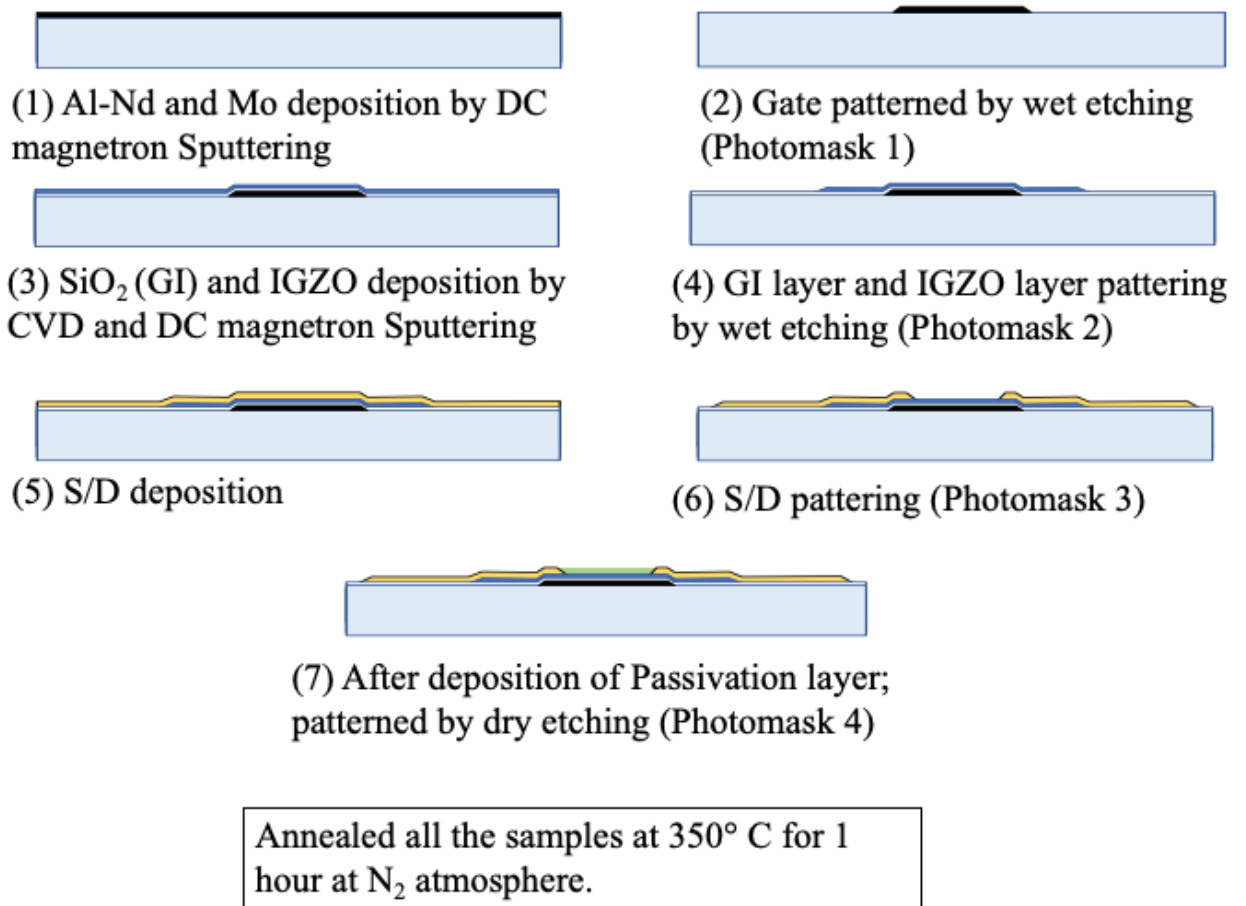 (1) Al-Nd and Mo deposition by DC
magnetron Sputtering
(2) Gate patterned by wet etching
(Photomask 1)
(3) SiO₂ (GI) and IGZO deposition by
CVD and DC magnetron Sputtering
(4) GI layer and IGZO layer pattering
by wet etching (Photomask 2)
(5) S/D deposition
(6) S/D pattering (Photomask 3)
(7) After deposition of Passivation layer;
patterned by dry etching (Photomask 4)
Annealed all the samples at 350° C for 1
hour at N₂ atmosphere.